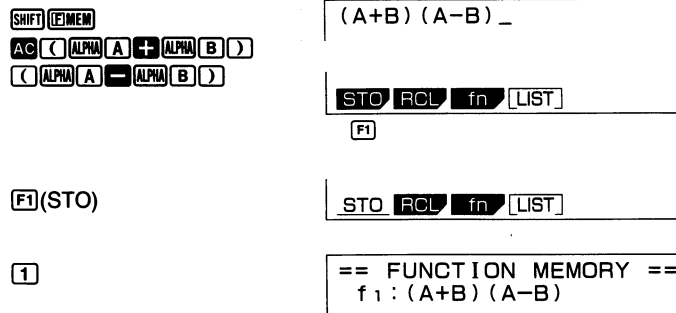 SHIFT F MEM
(A+B)(A−B)_
AC ( ALPHA A + ALPHA B )
( ALPHA A − ALPHA B )
STO RCL fn LIST
F1
F1 (STO)
STO RCL fn LIST
1
== FUNCTION MEMORY ==
f1:(A+B)(A−B)